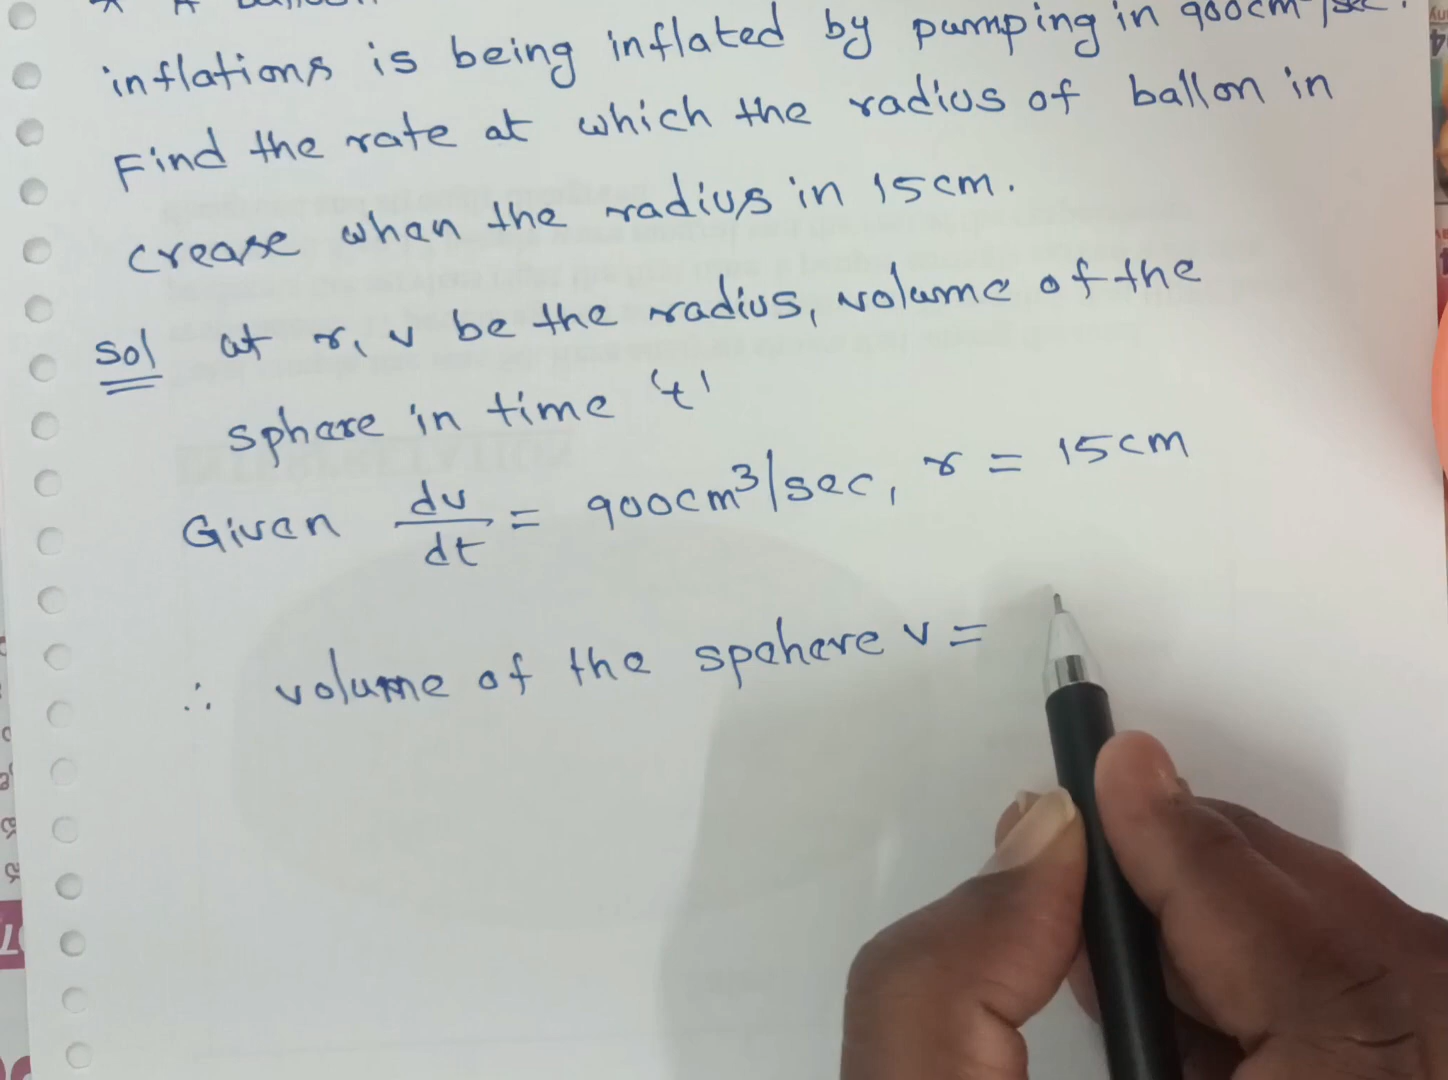 inflations is being inflated by pumping in 900cm³/sec.
Find the rate at which the radius of ballon in
crease when the radius in 15cm.
Sol at r, v be the radius, volume of the
sphere in time 't'
Given dv/dt = 900cm³/sec, r = 15cm
∴ volume of the spehere v =